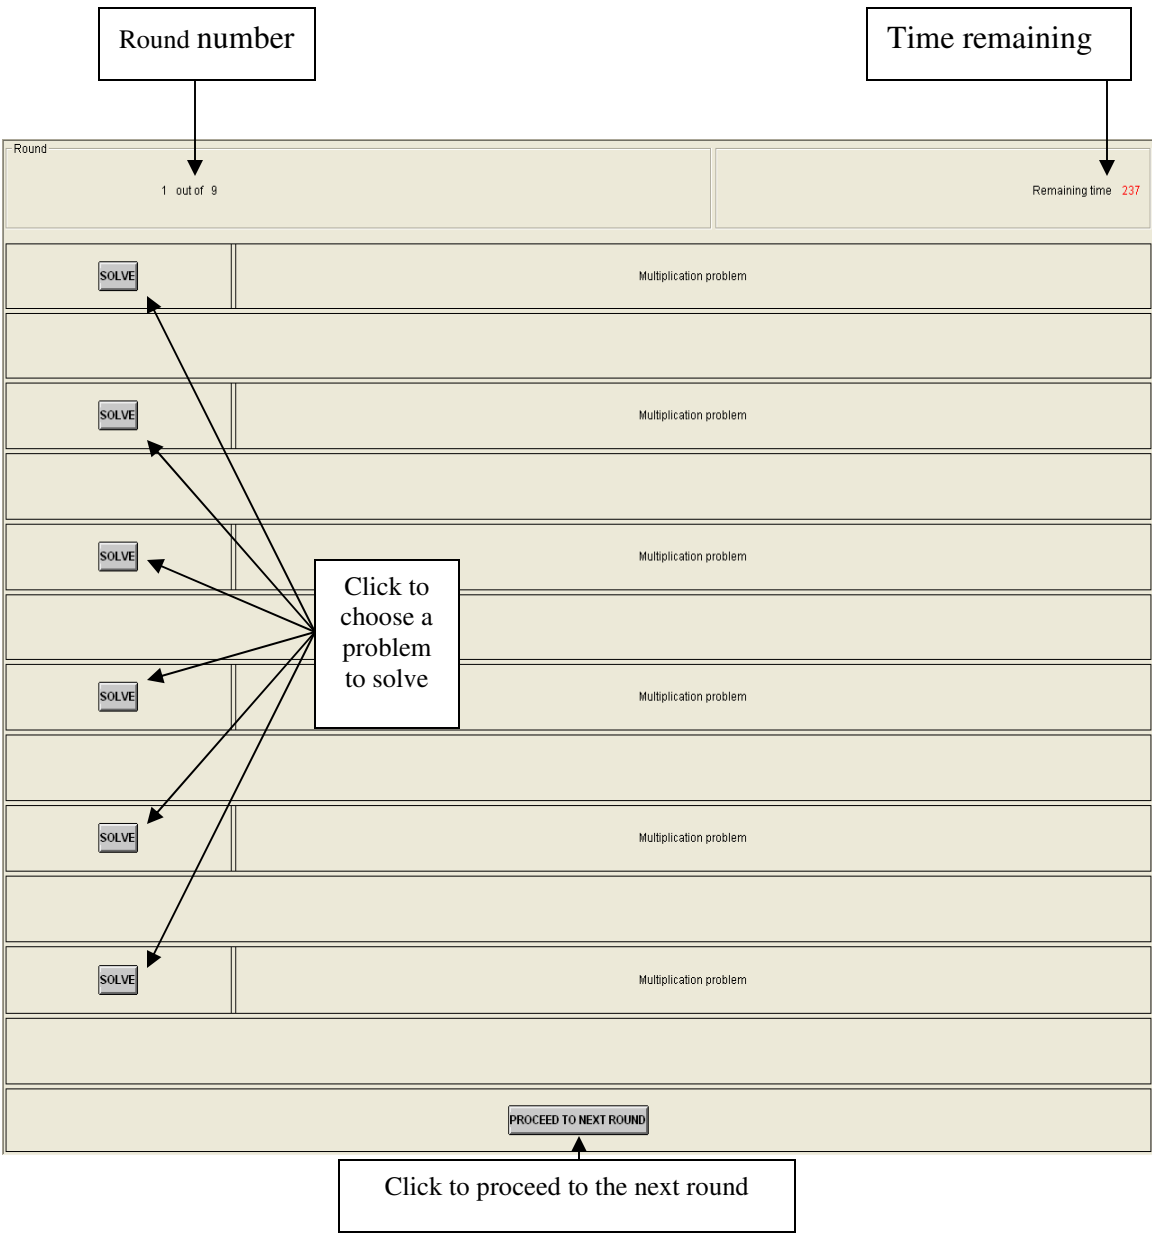 Round number
Time remaining
Round
1 out of 9
Remaining time 237
SOLVE
Multiplication problem
SOLVE
Multiplication problem
SOLVE
Multiplication problem
Click to
choose a
problem
to solve
SOLVE
Multiplication problem
SOLVE
Multiplication problem
SOLVE
Multiplication problem
PROCEED TO NEXT ROUND
Click to proceed to the next round